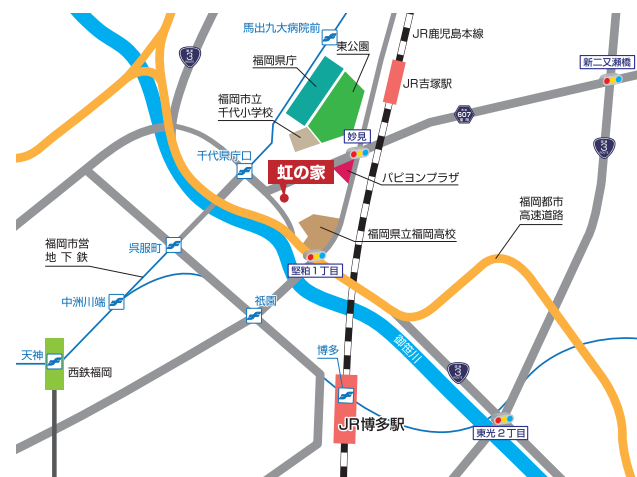 馬出九大病院前
JR鹿児島本線
東公園
3
福岡県庁
新二又瀬橋
JR吉塚駅
福岡市立
千代小学校
607
妙見
3
千代県庁口
虹の家
パピヨンプラザ
福岡都市
高速道路
福岡県立福岡高校
福岡市営
地下鉄
呉服町
堅粕1丁目
中洲川端
祇園
御笠川
天神
博多
西鉄福岡
3
JR博多駅
東光2丁目